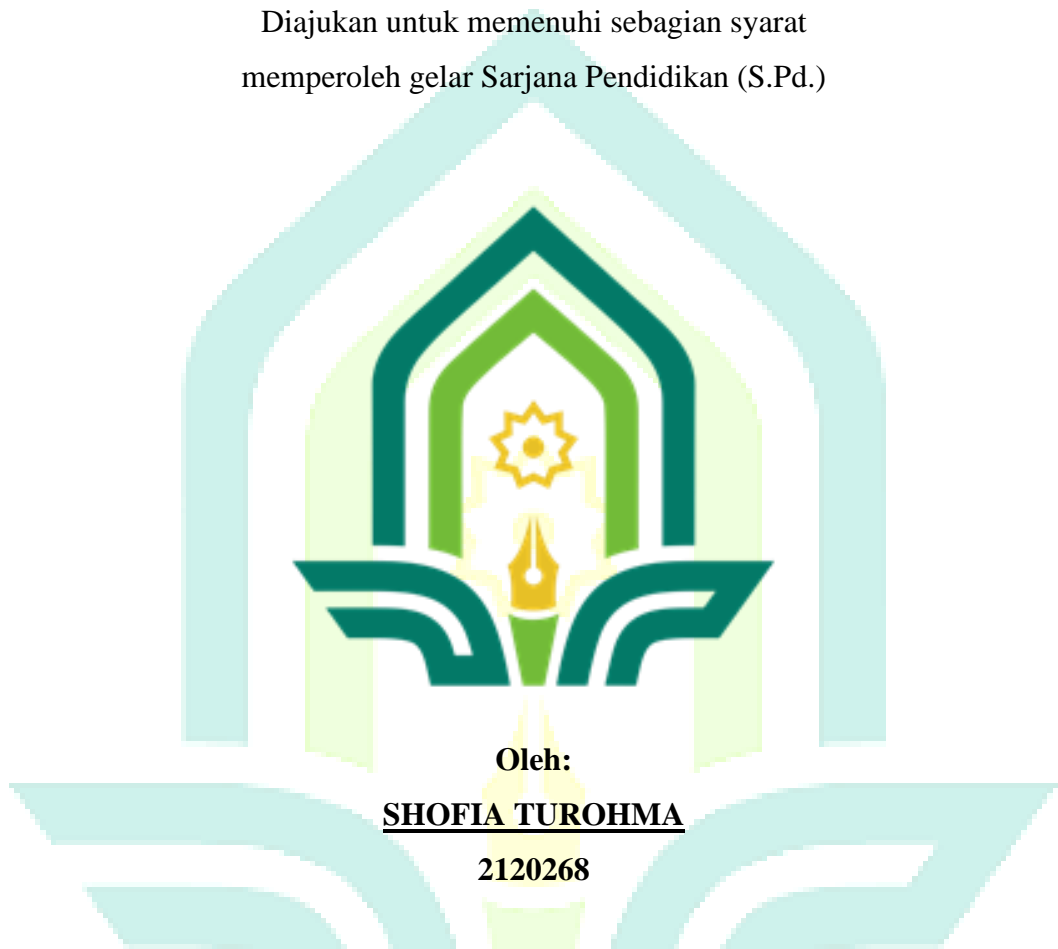 Diajukan untuk memenuhi sebagian syarat
memperoleh gelar Sarjana Pendidikan (S.Pd.)
Oleh:
SHOFIA TUROHMA
2120268